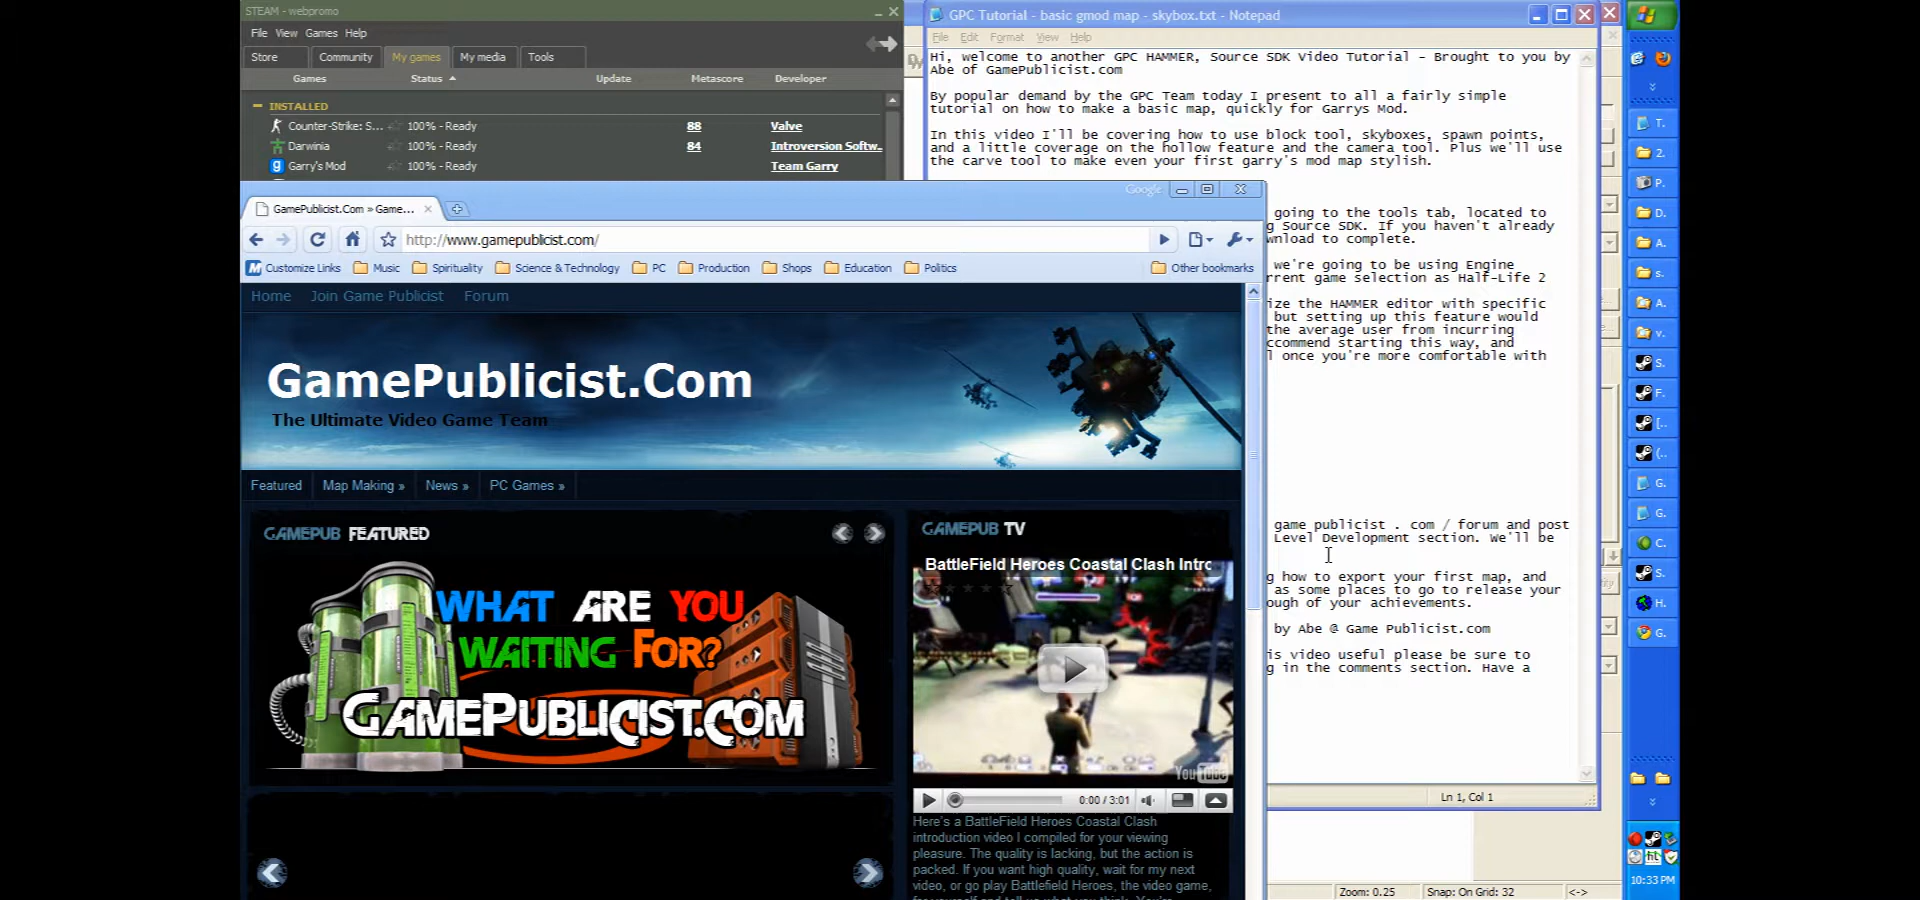 STEAM - webpromo
File View Games Help
Store Community My games My media Tools
Games Status Update Metascore Developer
INSTALLED
Counter-Strike: S... 100% - Ready 88 Valve
Darwinia 100% - Ready 84 Introversion Softw..
Garry's Mod 100% - Ready Team Garry
GPC Tutorial - basic gmod map - skybox.txt - Notepad
File Edit Format View Help
Hi, welcome to another GPC HAMMER, Source SDK Video Tutorial - Brought to you by
Abe of GamePublicist.com
By popular demand by the GPC Team today I present to all a fairly simple
tutorial on how to make a basic map, quickly for Garrys Mod.
In this video I'll be covering how to use block tool, skyboxes, spawn points,
and a little coverage on the hollow feature and the camera tool. Plus we'll use
the carve tool to make even your first garry's mod map stylish.
going to the tools tab, located to
g Source SDK. If you haven't already
wnload to complete.
we're going to be using Engine
rrent game selection as Half-Life 2
ize the HAMMER editor with specific
but setting up this feature would
the average user from incurring
ccommend starting this way, and
l once you're more comfortable with
game publicist . com / forum and post
Level Development section. We'll be
g how to export your first map, and
as some places to go to release your
ough of your achievements.
by Abe @ Game Publicist.com
is video useful please be sure to
g in the comments section. Have a
Ln 1, Col 1
Google
GamePublicist.Com » Game...
http://www.gamepublicist.com/
Customize Links Music Spirituality Science & Technology PC Production Shops Education Politics Other bookmarks
Home Join Game Publicist Forum
GamePublicist.Com
The Ultimate Video Game Team
Featured Map Making » News » PC Games »
GAMEPUB FEATURED
WHAT ARE YOU
WAITING FOR?
GAMEPUBLICIST.COM
GAMEPUB TV
BattleField Heroes Coastal Clash Intro
YouTube
0:00 / 3:01
Here's a BattleField Heroes Coastal Clash
introduction video I compiled for your viewing
pleasure. The quality is lacking, but the action is
packed. If you want high quality, wait for my next
video, or go play Battlefield Heroes, the video game,
Zoom: 0.25 Snap: On Grid: 32 <->
T.
2.
P.
D.
A.
s.
A.
v.
S.
F.
[..
(..
G.
G.
C.
S.
H.
G.
10:33 PM